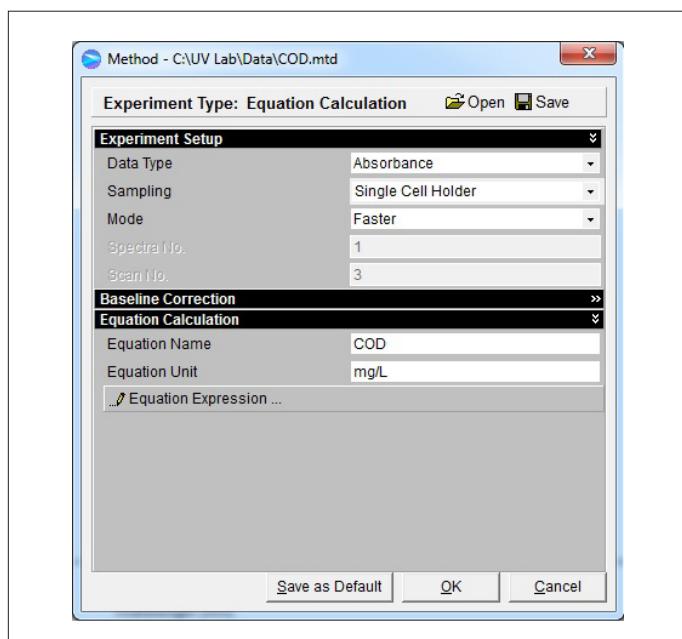 Method - C:\UV Lab\Data\COD.mtd
Experiment Type: Equation Calculation Open Save
Experiment Setup
Data Type Absorbance
Sampling Single Cell Holder
Mode Faster
Spectra No. 1
Scan No. 3
Baseline Correction
Equation Calculation
Equation Name COD
Equation Unit mg/L
Equation Expression ...
Save as Default OK Cancel